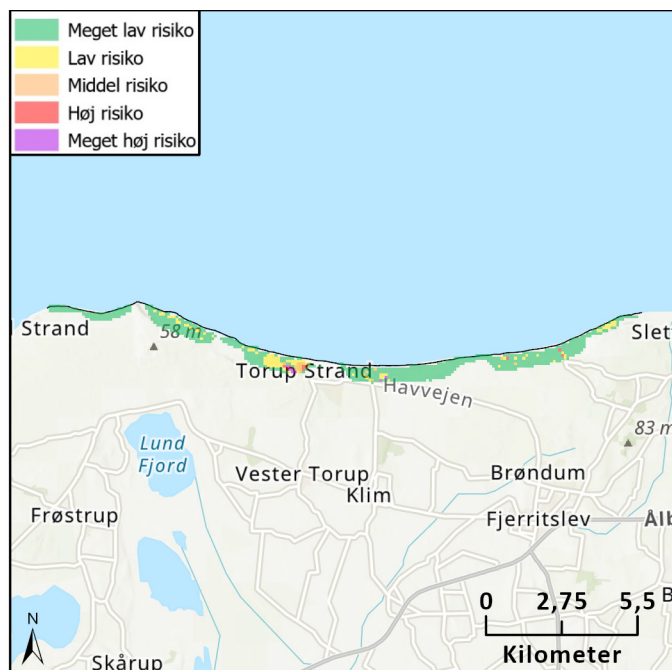 Meget lav risiko
Lav risiko
Middel risiko
Høj risiko
Meget høj risiko
Strand
58 m
Slet
Torup Strand
Havvejen
83 m
Lund
Fjord
Vester Torup
Brøndum
Klim
Frøstrup
Fjerritslev
Ålb
B
0 2,75 5,5
Kilometer
N
Skårup